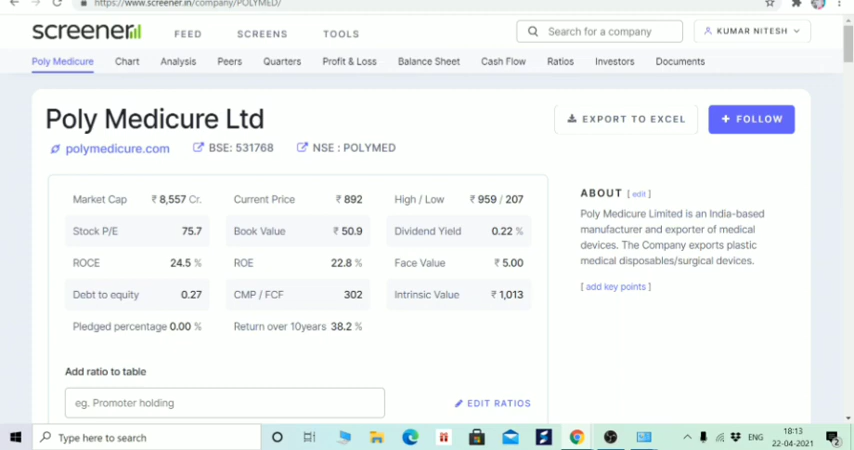 https://www.screener.in/company/POLYMED/
screener
FEED SCREENS TOOLS
Search for a company
KUMAR NITESH
Poly Medicure Chart Analysis Peers Quarters Profit & Loss Balance Sheet Cash Flow Ratios Investors Documents
Poly Medicure Ltd
EXPORT TO EXCEL
+ FOLLOW
polymedicure.com BSE: 531768 NSE : POLYMED
Market Cap ₹ 8,557 Cr. Current Price ₹ 892 High / Low ₹ 959 / 207
Stock P/E 75.7 Book Value ₹ 50.9 Dividend Yield 0.22 %
ROCE 24.5 % ROE 22.8 % Face Value ₹ 5.00
Debt to equity 0.27 CMP / FCF 302 Intrinsic Value ₹ 1,013
Pledged percentage 0.00 % Return over 10years 38.2 %
Add ratio to table
eg. Promoter holding
EDIT RATIOS
ABOUT [ edit ]
Poly Medicure Limited is an India-based
manufacturer and exporter of medical
devices. The Company exports plastic
medical disposables/surgical devices.
[ add key points ]
Type here to search
ENG
18:13
22-04-2021
2